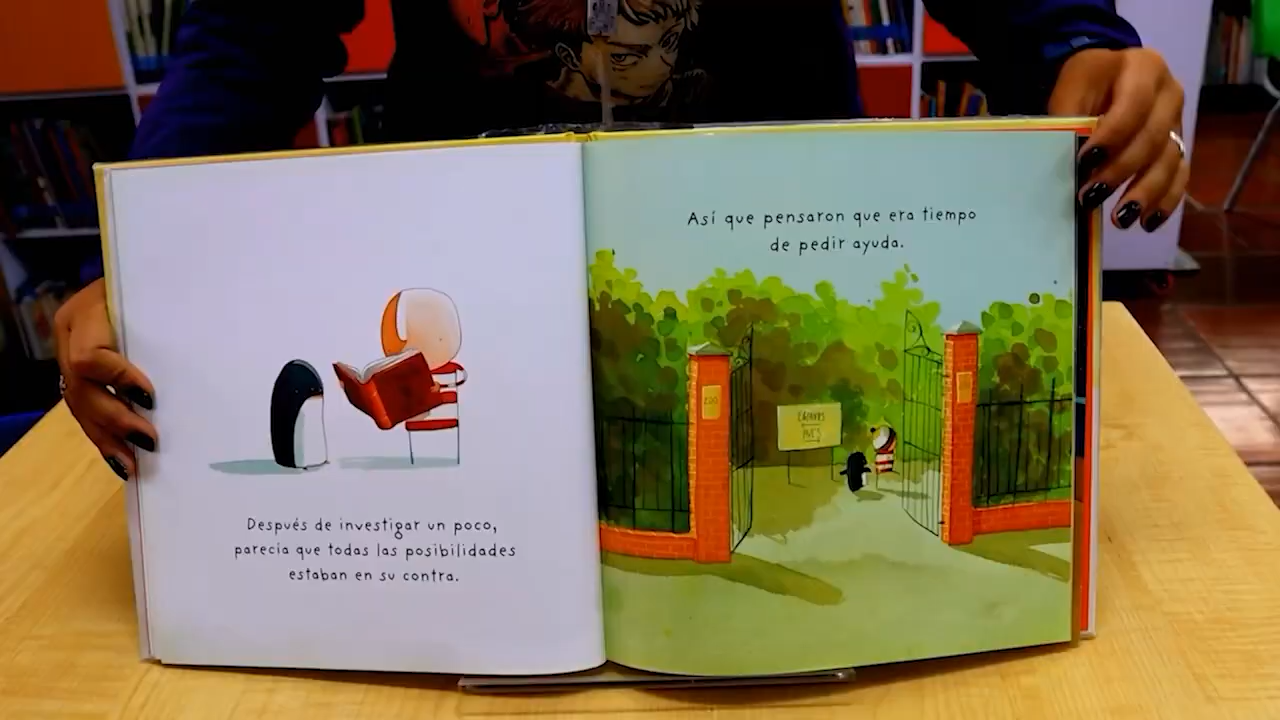 Después de investigar un poco,
parecía que todas las posibilidades
estaban en su contra.
Así que pensaron que era tiempo
de pedir ayuda.
ZOO